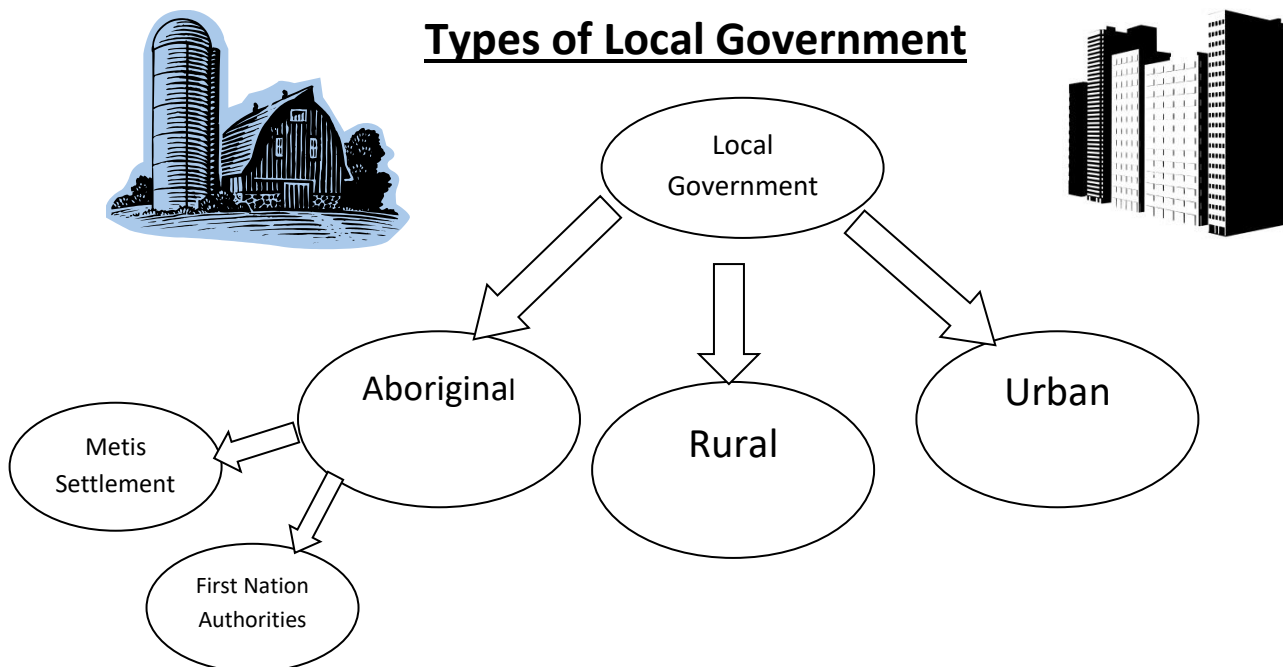 Types of Local Government
Local
Government
Aboriginal
Rural
Urban
Metis
Settlement
First Nation
Authorities